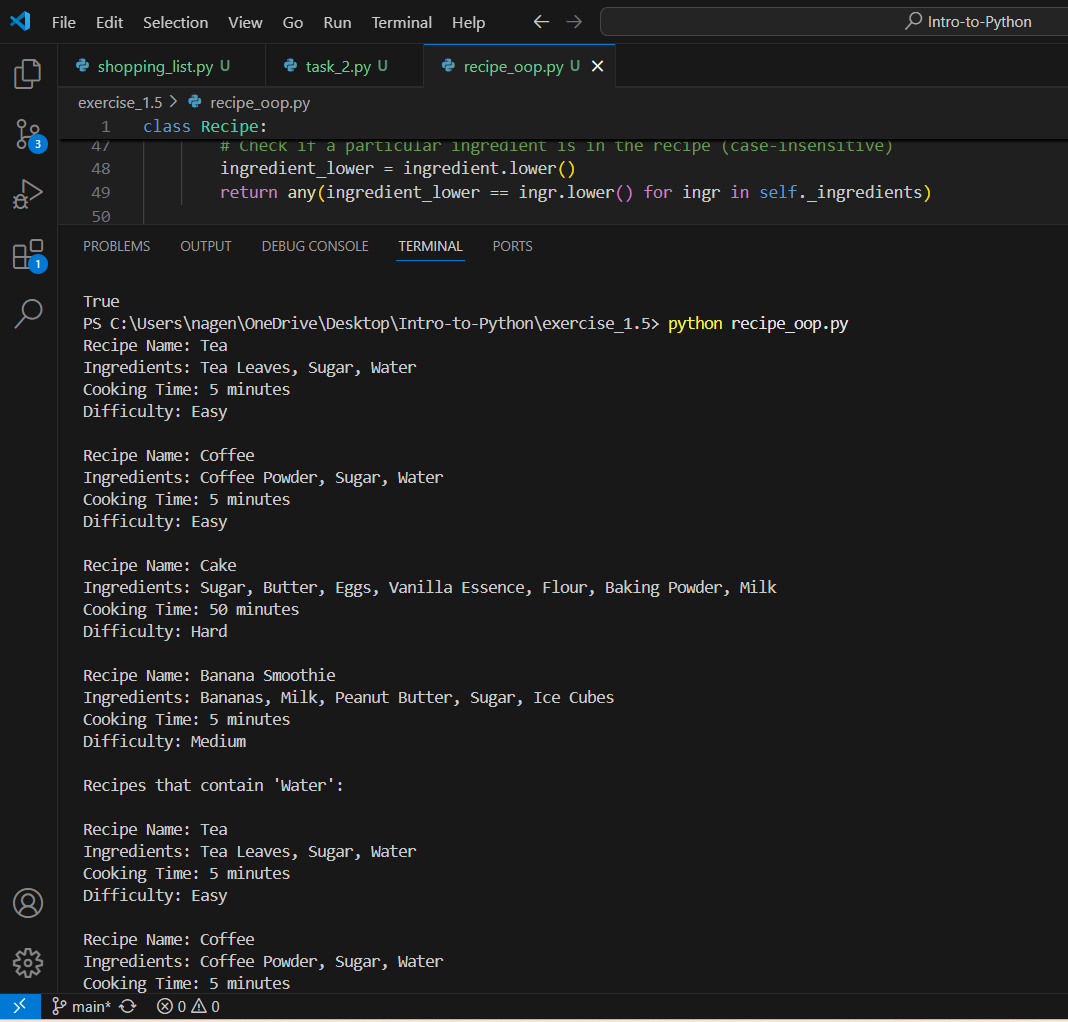 File Edit Selection View Go Run Terminal Help ← → Intro-to-Python
shopping_list.py U task_2.py U recipe_oop.py U ×
exercise_1.5 > recipe_oop.py
1 class Recipe:
47 # Check if a particular ingredient is in the recipe (case-insensitive)
48 ingredient_lower = ingredient.lower()
49 return any(ingredient_lower == ingr.lower() for ingr in self._ingredients)
50
3
1
PROBLEMS OUTPUT DEBUG CONSOLE TERMINAL PORTS
True
PS C:\Users\nagen\OneDrive\Desktop\Intro-to-Python\exercise_1.5> python recipe_oop.py
Recipe Name: Tea
Ingredients: Tea Leaves, Sugar, Water
Cooking Time: 5 minutes
Difficulty: Easy
Recipe Name: Coffee
Ingredients: Coffee Powder, Sugar, Water
Cooking Time: 5 minutes
Difficulty: Easy
Recipe Name: Cake
Ingredients: Sugar, Butter, Eggs, Vanilla Essence, Flour, Baking Powder, Milk
Cooking Time: 50 minutes
Difficulty: Hard
Recipe Name: Banana Smoothie
Ingredients: Bananas, Milk, Peanut Butter, Sugar, Ice Cubes
Cooking Time: 5 minutes
Difficulty: Medium
Recipes that contain 'Water':
Recipe Name: Tea
Ingredients: Tea Leaves, Sugar, Water
Cooking Time: 5 minutes
Difficulty: Easy
Recipe Name: Coffee
Ingredients: Coffee Powder, Sugar, Water
Cooking Time: 5 minutes
main* 0 0